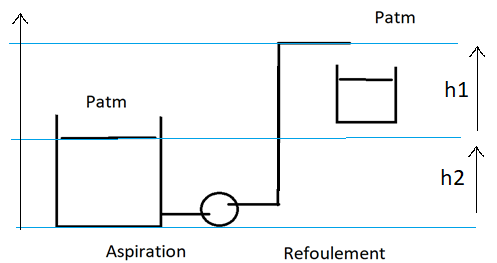 Patm
Patm
h1
h2
Aspiration
Refoulement